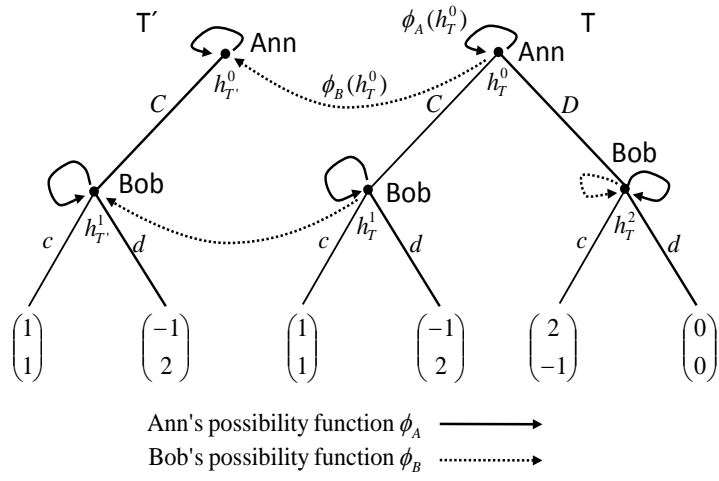 T′ Ann ϕ_A(h_T^0) Ann T
h_{T'}^0 ϕ_B(h_T^0) h_T^0
C C D
Bob Bob Bob
h_{T'}^1 h_T^1 h_T^2
c d c d c d
(1 1) (−1 2) (1 1) (−1 2) (2 −1) (0 0)
Ann's possibility function ϕ_A
Bob's possibility function ϕ_B